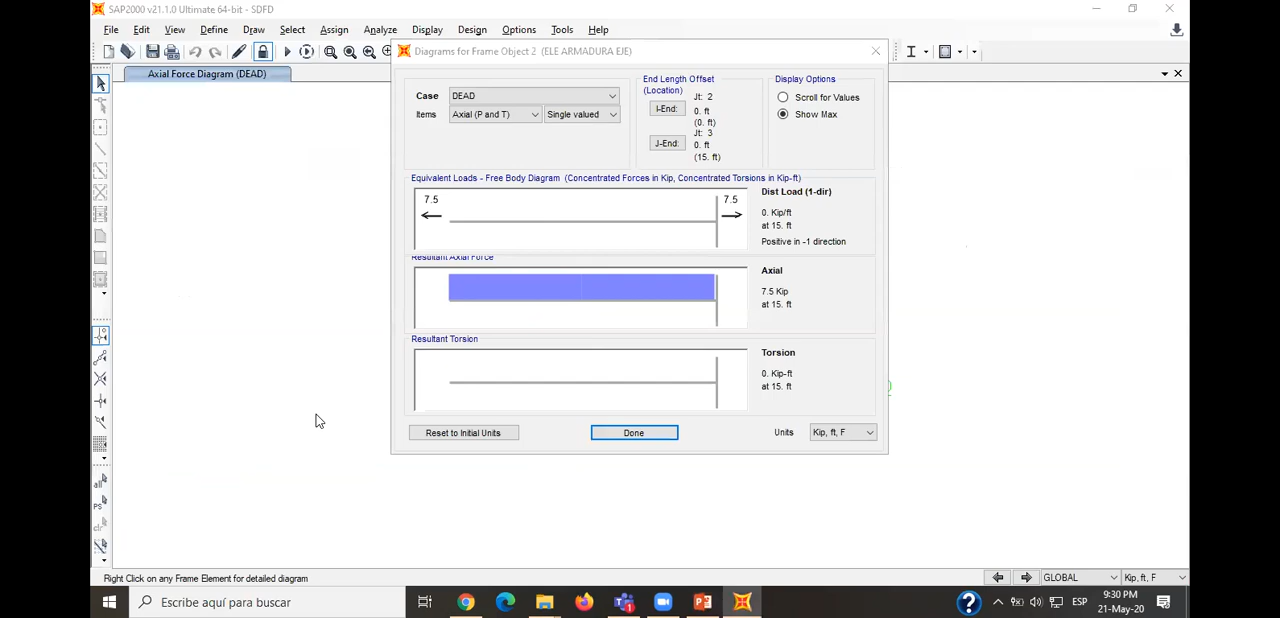 SAP2000 v21.1.0 Ultimate 64-bit - SDFD
File Edit View Define Draw Select Assign Analyze Display Design Options Tools Help
Axial Force Diagram (DEAD)
Diagrams for Frame Object 2 (ELE ARMADURA EJE)
Case DEAD
Items Axial (P and T) Single valued
End Length Offset
(Location)
I-End:
Jt: 2
0. ft
(0. ft)
J-End:
Jt: 3
0. ft
(15. ft)
Display Options
Scroll for Values
Show Max
Equivalent Loads - Free Body Diagram (Concentrated Forces in Kip, Concentrated Torsions in Kip-ft)
7.5 7.5
Dist Load (1-dir)
0. Kip/ft
at 15. ft
Positive in -1 direction
Resultant Axial Force
Axial
7.5 Kip
at 15. ft
Resultant Torsion
Torsion
0. Kip-ft
at 15. ft
Reset to Initial Units Done Units Kip, ft, F
all
ps
clr
Right Click on any Frame Element for detailed diagram GLOBAL Kip, ft, F
Escribe aquí para buscar ESP 9:30 PM
21-May-20